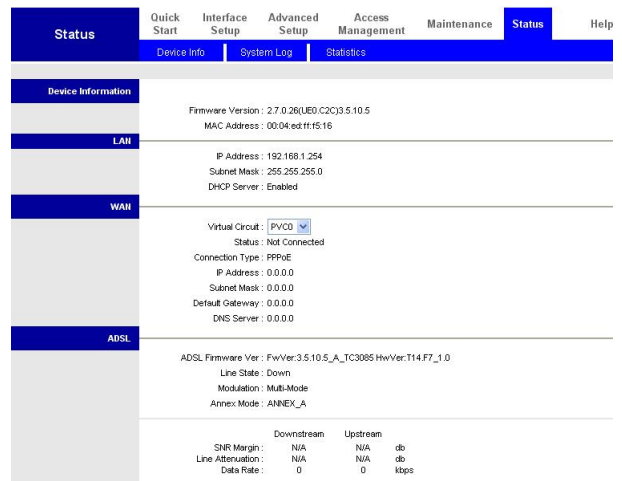 Status
Quick Start
Interface Setup
Advanced Setup
Access Management
Maintenance
Status
Help
Device Info
System Log
Statistics
Device Information
Firmware Version : 2.7.0.26(UE0.C2C)3.5.10.5
MAC Address : 00:04:ed:ff:f5:16
LAN
IP Address : 192.168.1.254
Subnet Mask : 255.255.255.0
DHCP Server : Enabled
WAN
Virtual Circuit : PVC0
Status : Not Connected
Connection Type : PPPoE
IP Address : 0.0.0.0
Subnet Mask : 0.0.0.0
Default Gateway : 0.0.0.0
DNS Server : 0.0.0.0
ADSL
ADSL Firmware Ver : FwVer:3.5.10.5_A_TC3085 HwVer:T14.F7_1.0
Line State : Down
Modulation : Multi-Mode
Annex Mode : ANNEX_A
Downstream Upstream
SNR Margin : N/A N/A db
Line Attenuation : N/A N/A db
Data Rate : 0 0 kbps